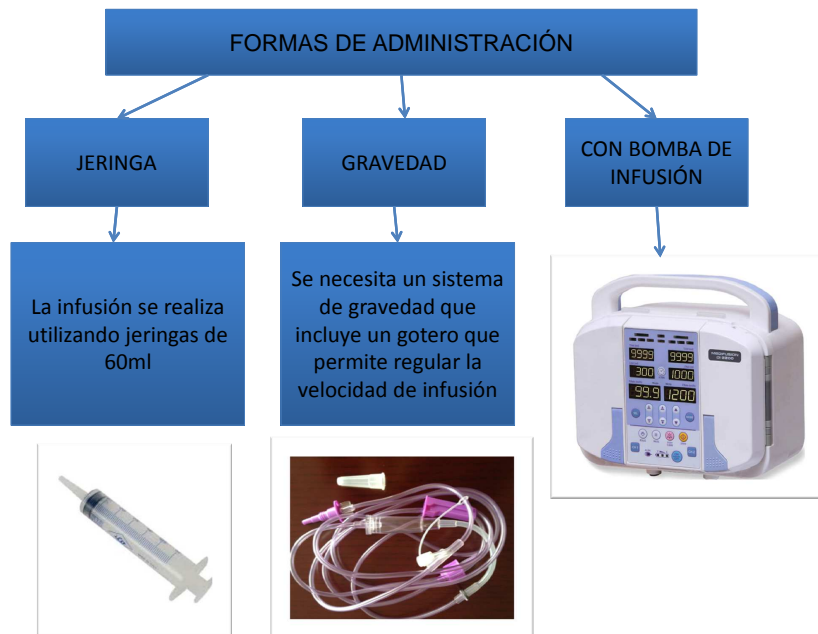 FORMAS DE ADMINISTRACIÓN
JERINGA
GRAVEDAD
CON BOMBA DE
INFUSIÓN
La infusión se realiza
utilizando jeringas de
60ml
Se necesita un sistema
de gravedad que
incluye un gotero que
permite regular la
velocidad de infusión
9999 9999
300 1000
99.9 1200